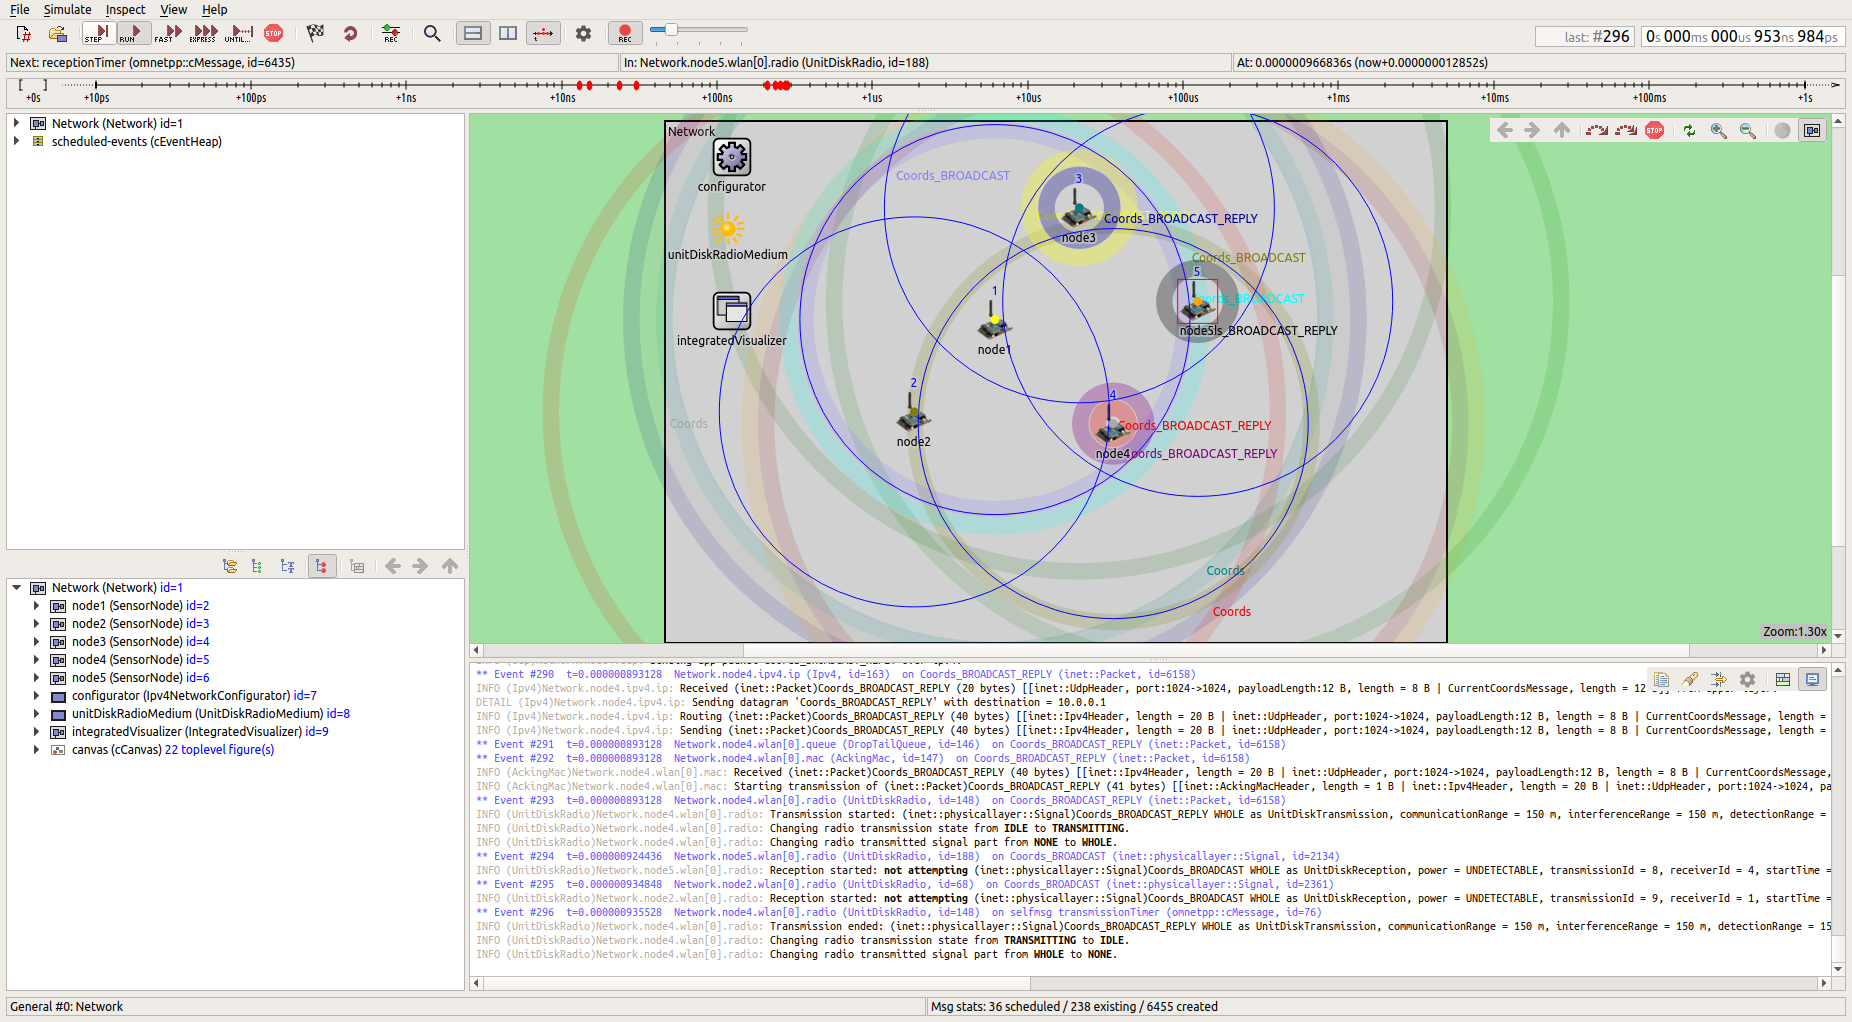 File Simulate Inspect View Help
STEP RUN FAST EXPRESS UNTIL... STOP REC REC
last: #296
0s 000ms 000us 953ns 984ps
Next: receptionTimer (omnetpp::cMessage, id=6435)
In: Network.node5.wlan[0].radio (UnitDiskRadio, id=188)
At: 0.000000966836s (now+0.000000012852s)
+0s +10ps +100ps +1ns +10ns +100ns +1us +10us +100us +1ms +10ms +100ms +1s
Network (Network) id=1
scheduled-events (cEventHeap)
Network (Network) id=1
node1 (SensorNode) id=2
node2 (SensorNode) id=3
node3 (SensorNode) id=4
node4 (SensorNode) id=5
node5 (SensorNode) id=6
configurator (Ipv4NetworkConfigurator) id=7
unitDiskRadioMedium (UnitDiskRadioMedium) id=8
integratedVisualizer (IntegratedVisualizer) id=9
canvas (cCanvas) 22 toplevel figure(s)
Network
STOP
configurator
unitDiskRadioMedium
integratedVisualizer
Coords_BROADCAST
3
Coords_BROADCAST_REPLY
node3
Coords_BROADCAST
5
Coords_BROADCAST
node5
ls_BROADCAST_REPLY
1
node1
2
node2
4
Coords_BROADCAST_REPLY
node4
oords_BROADCAST_REPLY
Coords
Coords
Coords
Zoom:1.30x
** Event #290 t=0.000000893128 Network.node4.ipv4.ip (Ipv4, id=163) on Coords_BROADCAST_REPLY (inet::Packet, id=6158)
INFO (Ipv4)Network.node4.ipv4.ip: Received (inet::Packet)Coords_BROADCAST_REPLY (20 bytes) [[inet::UdpHeader, port:1024->1024, payloadLength:12 B, length = 8 B | CurrentCoordsMessage, length = 12
DETAIL (Ipv4)Network.node4.ipv4.ip: Sending datagram 'Coords_BROADCAST_REPLY' with destination = 10.0.0.1
INFO (Ipv4)Network.node4.ipv4.ip: Routing (inet::Packet)Coords_BROADCAST_REPLY (40 bytes) [[inet::Ipv4Header, length = 20 B | inet::UdpHeader, port:1024->1024, payloadLength:12 B, length = 8 B | CurrentCoordsMessage, length =
INFO (Ipv4)Network.node4.ipv4.ip: Sending (inet::Packet)Coords_BROADCAST_REPLY (40 bytes) [[inet::Ipv4Header, length = 20 B | inet::UdpHeader, port:1024->1024, payloadLength:12 B, length = 8 B | CurrentCoordsMessage, length =
** Event #291 t=0.000000893128 Network.node4.wlan[0].queue (DropTailQueue, id=146) on Coords_BROADCAST_REPLY (inet::Packet, id=6158)
** Event #292 t=0.000000893128 Network.node4.wlan[0].mac (AckingMac, id=147) on Coords_BROADCAST_REPLY (inet::Packet, id=6158)
INFO (AckingMac)Network.node4.wlan[0].mac: Received (inet::Packet)Coords_BROADCAST_REPLY (40 bytes) [[inet::Ipv4Header, length = 20 B | inet::UdpHeader, port:1024->1024, payloadLength:12 B, length = 8 B | CurrentCoordsMessage,
INFO (AckingMac)Network.node4.wlan[0].mac: Starting transmission of (inet::Packet)Coords_BROADCAST_REPLY (41 bytes) [[inet::AckingMacHeader, length = 1 B | inet::Ipv4Header, length = 20 B | inet::UdpHeader, port:1024->1024, pa
** Event #293 t=0.000000893128 Network.node4.wlan[0].radio (UnitDiskRadio, id=148) on Coords_BROADCAST_REPLY (inet::Packet, id=6158)
INFO (UnitDiskRadio)Network.node4.wlan[0].radio: Transmission started: (inet::physicallayer::Signal)Coords_BROADCAST_REPLY WHOLE as UnitDiskTransmission, communicationRange = 150 m, interferenceRange = 150 m, detectionRange =
INFO (UnitDiskRadio)Network.node4.wlan[0].radio: Changing radio transmission state from IDLE to TRANSMITTING.
INFO (UnitDiskRadio)Network.node4.wlan[0].radio: Changing radio transmitted signal part from NONE to WHOLE.
** Event #294 t=0.000000924436 Network.node5.wlan[0].radio (UnitDiskRadio, id=188) on Coords_BROADCAST (inet::physicallayer::Signal, id=2134)
INFO (UnitDiskRadio)Network.node5.wlan[0].radio: Reception started: not attempting (inet::physicallayer::Signal)Coords_BROADCAST WHOLE as UnitDiskReception, power = UNDETECTABLE, transmissionId = 8, receiverId = 4, startTime =
** Event #295 t=0.000000934848 Network.node2.wlan[0].radio (UnitDiskRadio, id=68) on Coords_BROADCAST (inet::physicallayer::Signal, id=2361)
INFO (UnitDiskRadio)Network.node2.wlan[0].radio: Reception started: not attempting (inet::physicallayer::Signal)Coords_BROADCAST WHOLE as UnitDiskReception, power = UNDETECTABLE, transmissionId = 9, receiverId = 1, startTime =
** Event #296 t=0.000000935528 Network.node4.wlan[0].radio (UnitDiskRadio, id=148) on selfmsg transmissionTimer (omnetpp::cMessage, id=76)
INFO (UnitDiskRadio)Network.node4.wlan[0].radio: Transmission ended: (inet::physicallayer::Signal)Coords_BROADCAST_REPLY WHOLE as UnitDiskTransmission, communicationRange = 150 m, interferenceRange = 150 m, detectionRange = 15
INFO (UnitDiskRadio)Network.node4.wlan[0].radio: Changing radio transmission state from TRANSMITTING to IDLE.
INFO (UnitDiskRadio)Network.node4.wlan[0].radio: Changing radio transmitted signal part from WHOLE to NONE.
General #0: Network
Msg stats: 36 scheduled / 238 existing / 6455 created